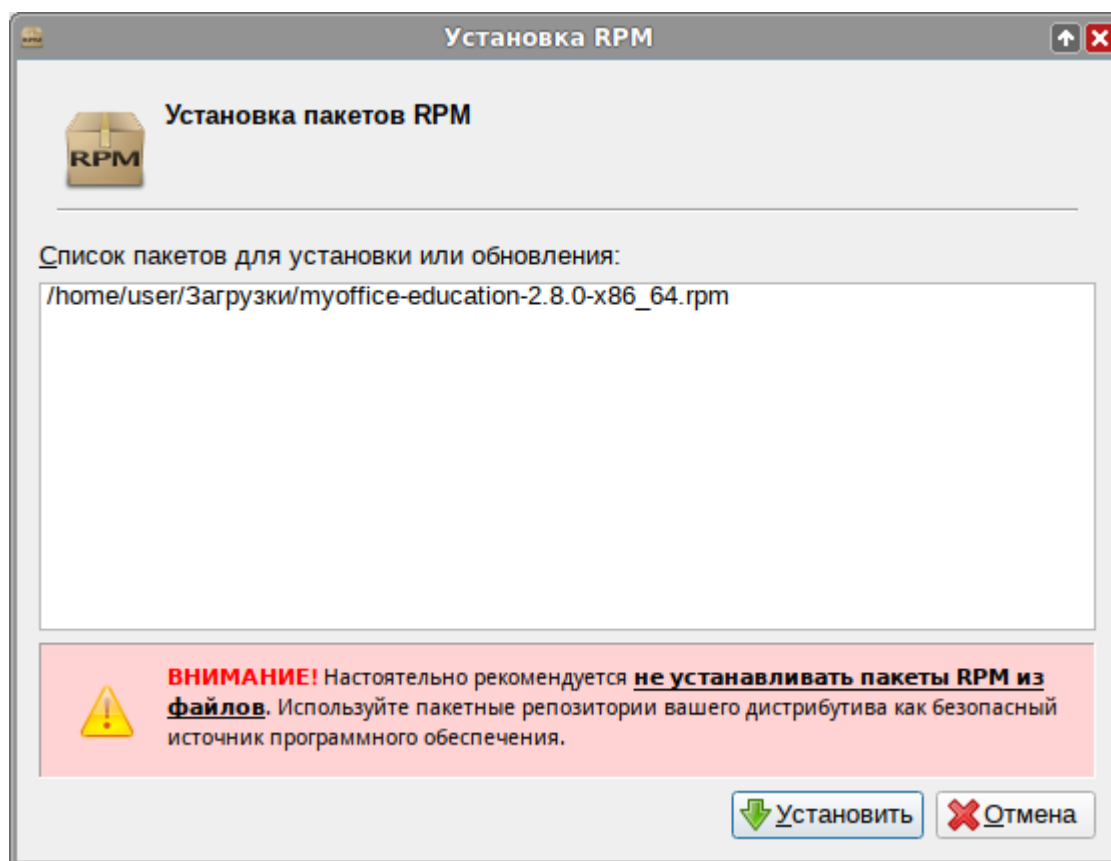 Установка RPM
Установка пакетов RPM
RPM
Список пакетов для установки или обновления:
/home/user/Загрузки/myoffice-education-2.8.0-x86_64.rpm
ВНИМАНИЕ! Настоятельно рекомендуется не устанавливать пакеты RPM из
файлов. Используйте пакетные репозитории вашего дистрибутива как безопасный
источник программного обеспечения.
Установить
Отмена